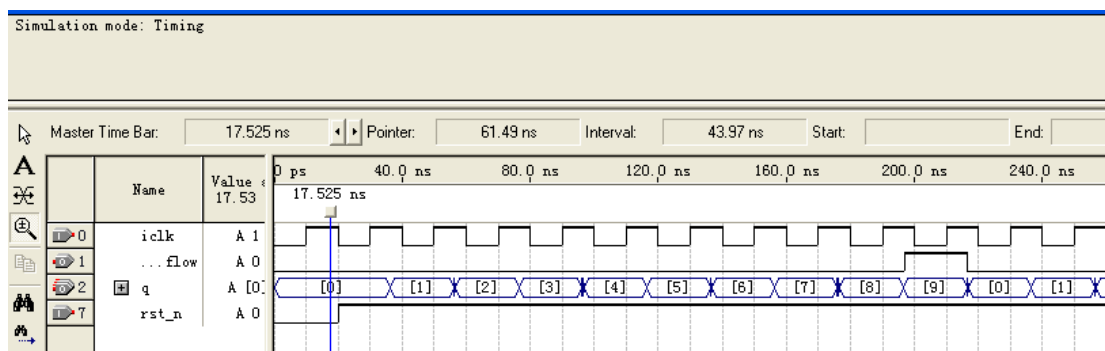 Simulation mode: Timing
Master Time Bar: 17.525 ns Pointer: 61.49 ns Interval: 43.97 ns Start: End:
A Name Value 17.53 0 ps 40.0 ns 80.0 ns 120.0 ns 160.0 ns 200.0 ns 240.0 ns
17.525 ns
0 iclk A 1
1 ...flow A 0
2 q A [0] [0] [1] [2] [3] [4] [5] [6] [7] [8] [9] [0] [1]
7 rst_n A 0